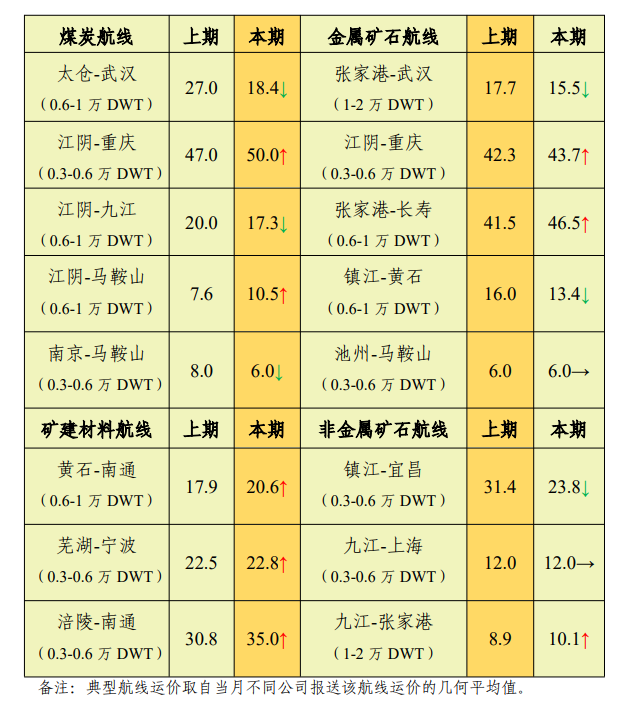 煤炭航线 上期 本期 金属矿石航线 上期 本期
太仓-武汉 张家港-武汉
（0.6-1 万 DWT） 27.0 18.4↓ （1-2 万 DWT） 17.7 15.5↓
江阴-重庆 江阴-重庆
（0.3-0.6 万 DWT） 47.0 50.0↑ （0.3-0.6 万 DWT） 42.3 43.7↑
江阴-九江 张家港-长寿
（0.6-1 万 DWT） 20.0 17.3↓ （0.6-1 万 DWT） 41.5 46.5↑
江阴-马鞍山 镇江-黄石
（0.6-1 万 DWT） 7.6 10.5↑ （0.6-1 万 DWT） 16.0 13.4↓
南京-马鞍山 池州-马鞍山
（0.3-0.6 万 DWT） 8.0 6.0↓ （0.3-0.6 万 DWT） 6.0 6.0→
矿建材料航线 上期 本期 非金属矿石航线 上期 本期
黄石-南通 镇江-宜昌
（0.6-1 万 DWT） 17.9 20.6↑ （0.3-0.6 万 DWT） 31.4 23.8↓
芜湖-宁波 九江-上海
（0.3-0.6 万 DWT） 22.5 22.8↑ （0.3-0.6 万 DWT） 12.0 12.0→
涪陵-南通 九江-张家港
（0.3-0.6 万 DWT） 30.8 35.0↑ （1-2 万 DWT） 8.9 10.1↑
备注：典型航线运价取自当月不同公司报送该航线运价的几何平均值。